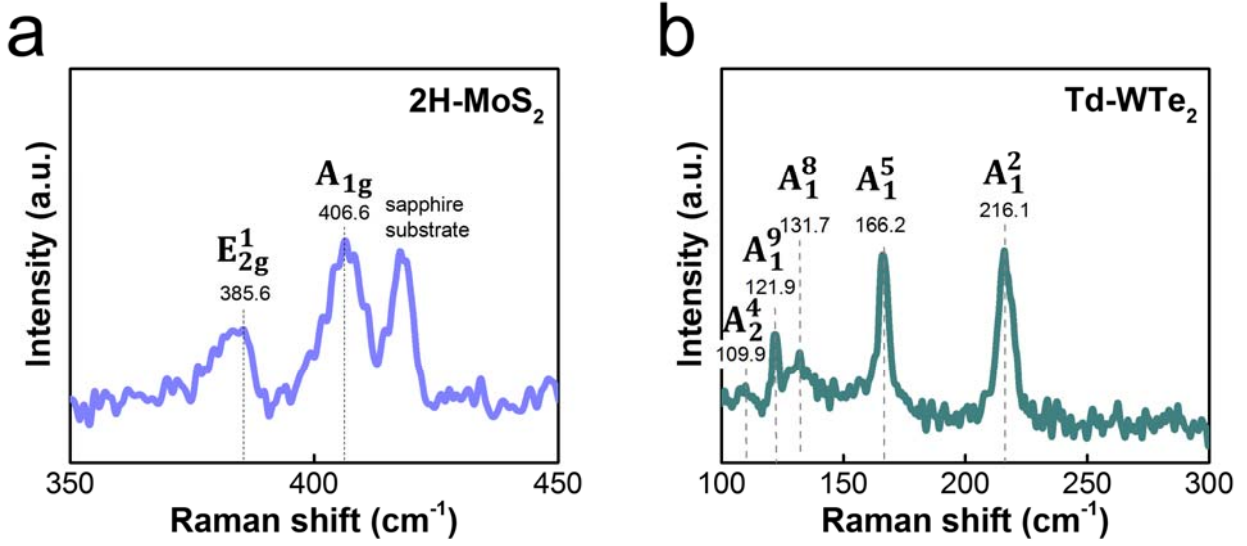 a
2H-MoS₂
A₁g
406.6
sapphire
substrate
E¹₂g
385.6
Intensity (a.u.)
350
400
450
Raman shift (cm⁻¹)
b
Td-WTe₂
A⁸₁
131.7
A⁵₁
166.2
A²₁
216.1
A⁹₁
121.9
A⁴₂
109.9
Intensity (a.u.)
100
150
200
250
300
Raman shift (cm⁻¹)